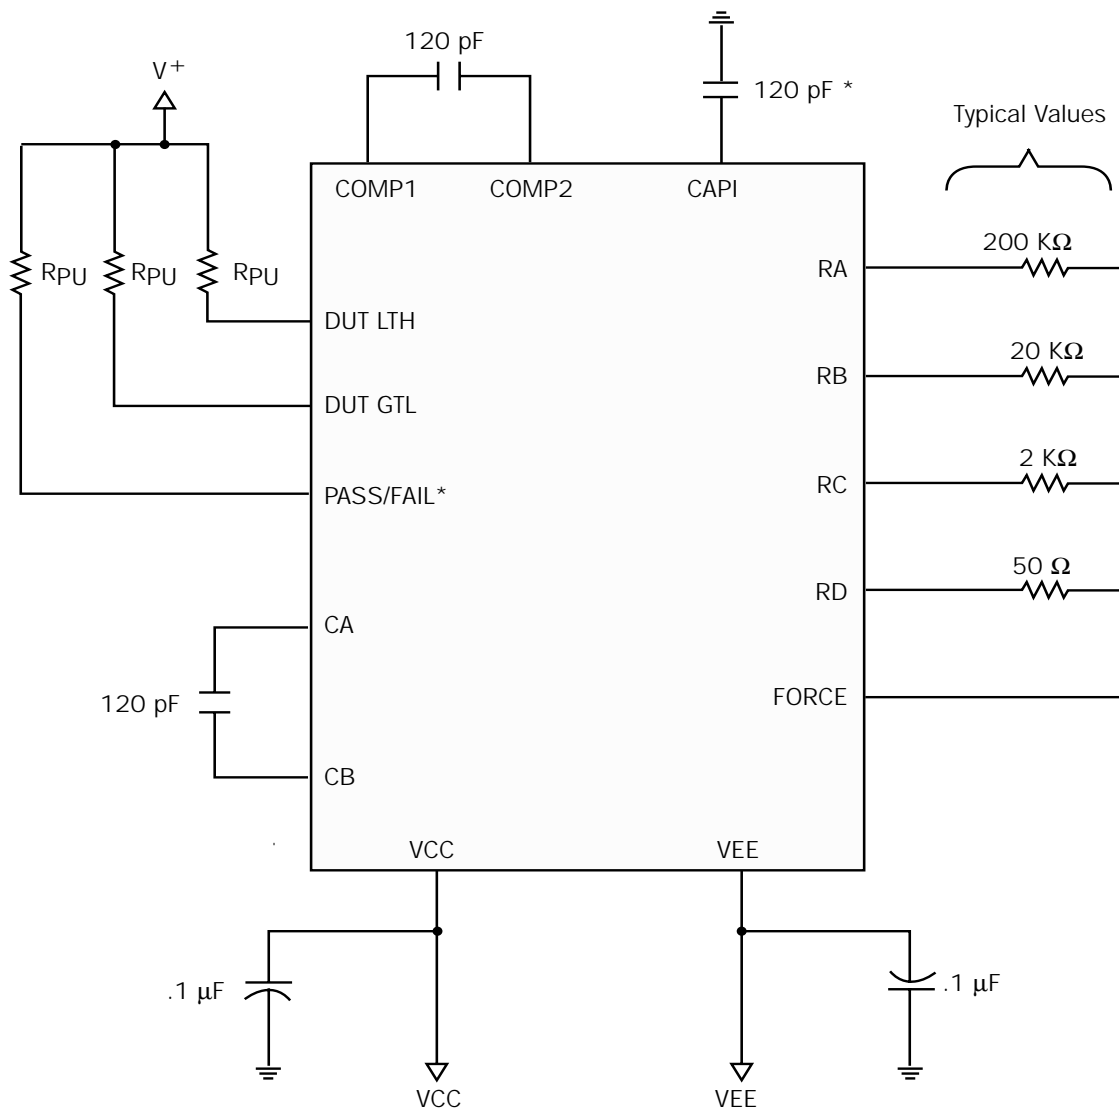 120 pF
V+
120 pF *
Typical Values
COMP1 COMP2 CAPI
200 KΩ
RPU RPU RPU
RA
DUT LTH
20 KΩ
RB
DUT GTL
2 KΩ
RC
PASS/FAIL*
50 Ω
RD
CA
120 pF
FORCE
CB
VCC VEE
.1 μF
.1 μF
VCC VEE